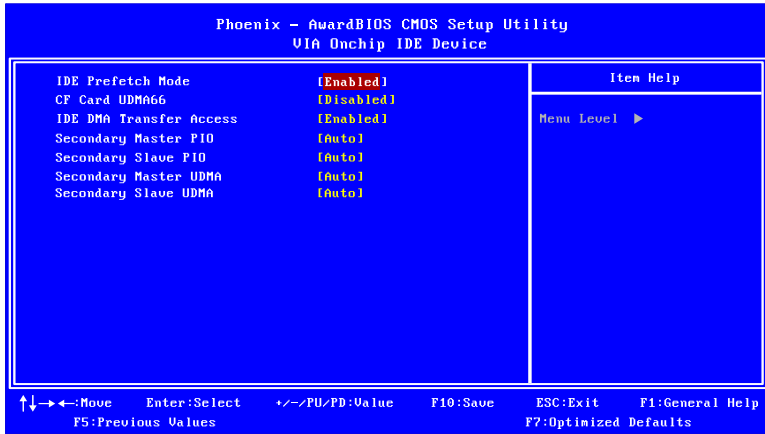 Phoenix – AwardBIOS CMOS Setup Utility
VIA Onchip IDE Device
IDE Prefetch Mode [Enabled]
CF Card UDMA66 [Disabled]
IDE DMA Transfer Access [Enabled]
Secondary Master PIO [Auto]
Secondary Slave PIO [Auto]
Secondary Master UDMA [Auto]
Secondary Slave UDMA [Auto]
Item Help
Menu Level ▶
↑↓→←:Move Enter:Select +/-/PU/PD:Value F10:Save ESC:Exit F1:General Help
F5:Previous Values F7:Optimized Defaults